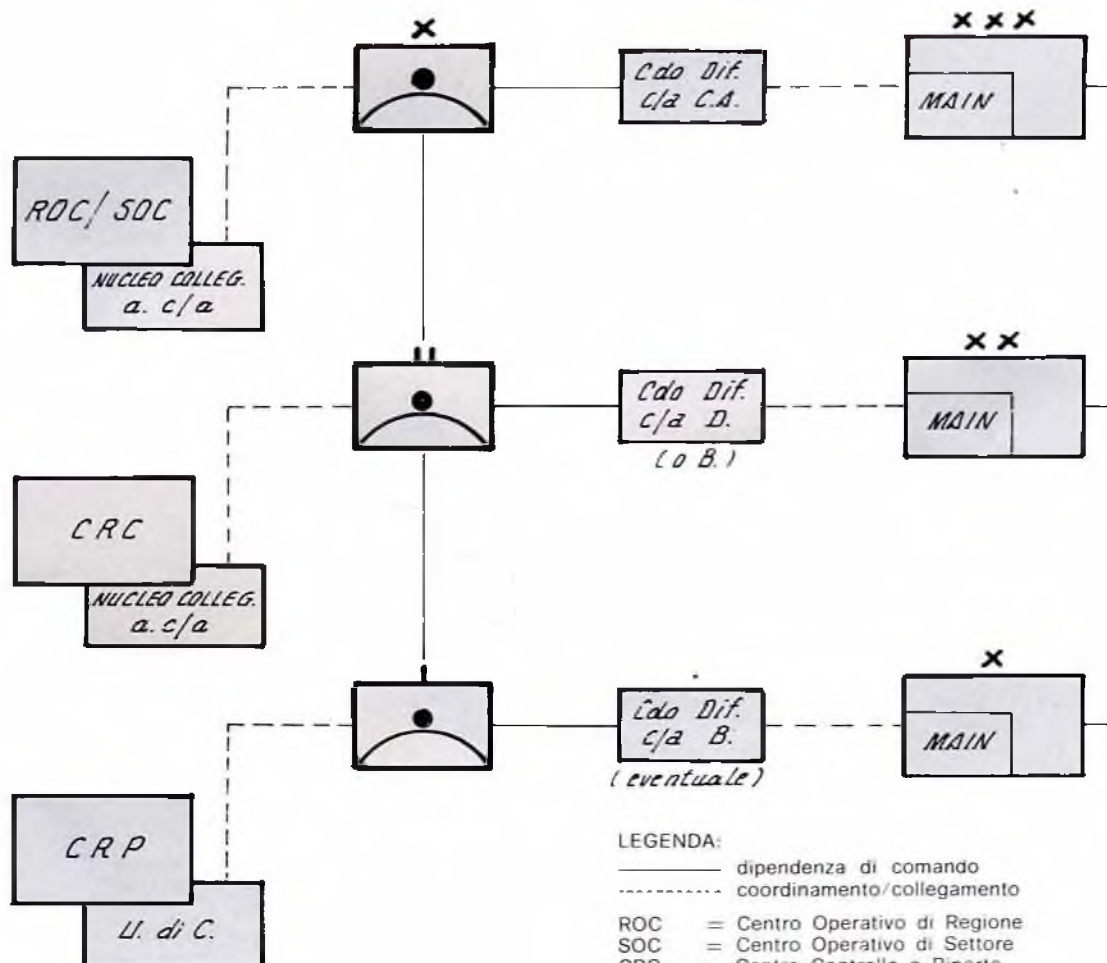 × × ×
×
Cdo Dif.
c/a C.A.
MAIN
ROC/SOC
NUCLEO COLLEG.
a. c/a
× ×
II
Cdo Dif.
c/a D.
(o B.)
MAIN
CRC
NUCLEO COLLEG.
a. c/a
×
I
Cdo Dif.
c/a B.
(eventuale)
MAIN
CRP
U. di C.
LEGENDA:
dipendenza di comando
coordinamento/collegamento
ROC = Centro Operativo di Regione
SOC = Centro Operativo di Settore